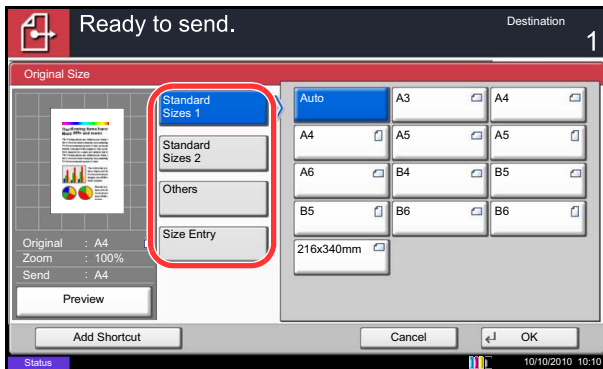 Ready to send.
Destination
1
Original Size
Standard
Sizes 1
Standard
Sizes 2
Others
Size Entry
Auto
A3
A4
A4
A5
A5
A6
B4
B5
B5
B6
B6
216x340mm
Original : A4
Zoom : 100%
Send : A4
Preview
Add Shortcut
Cancel
OK
Status
10/10/2010 10:10